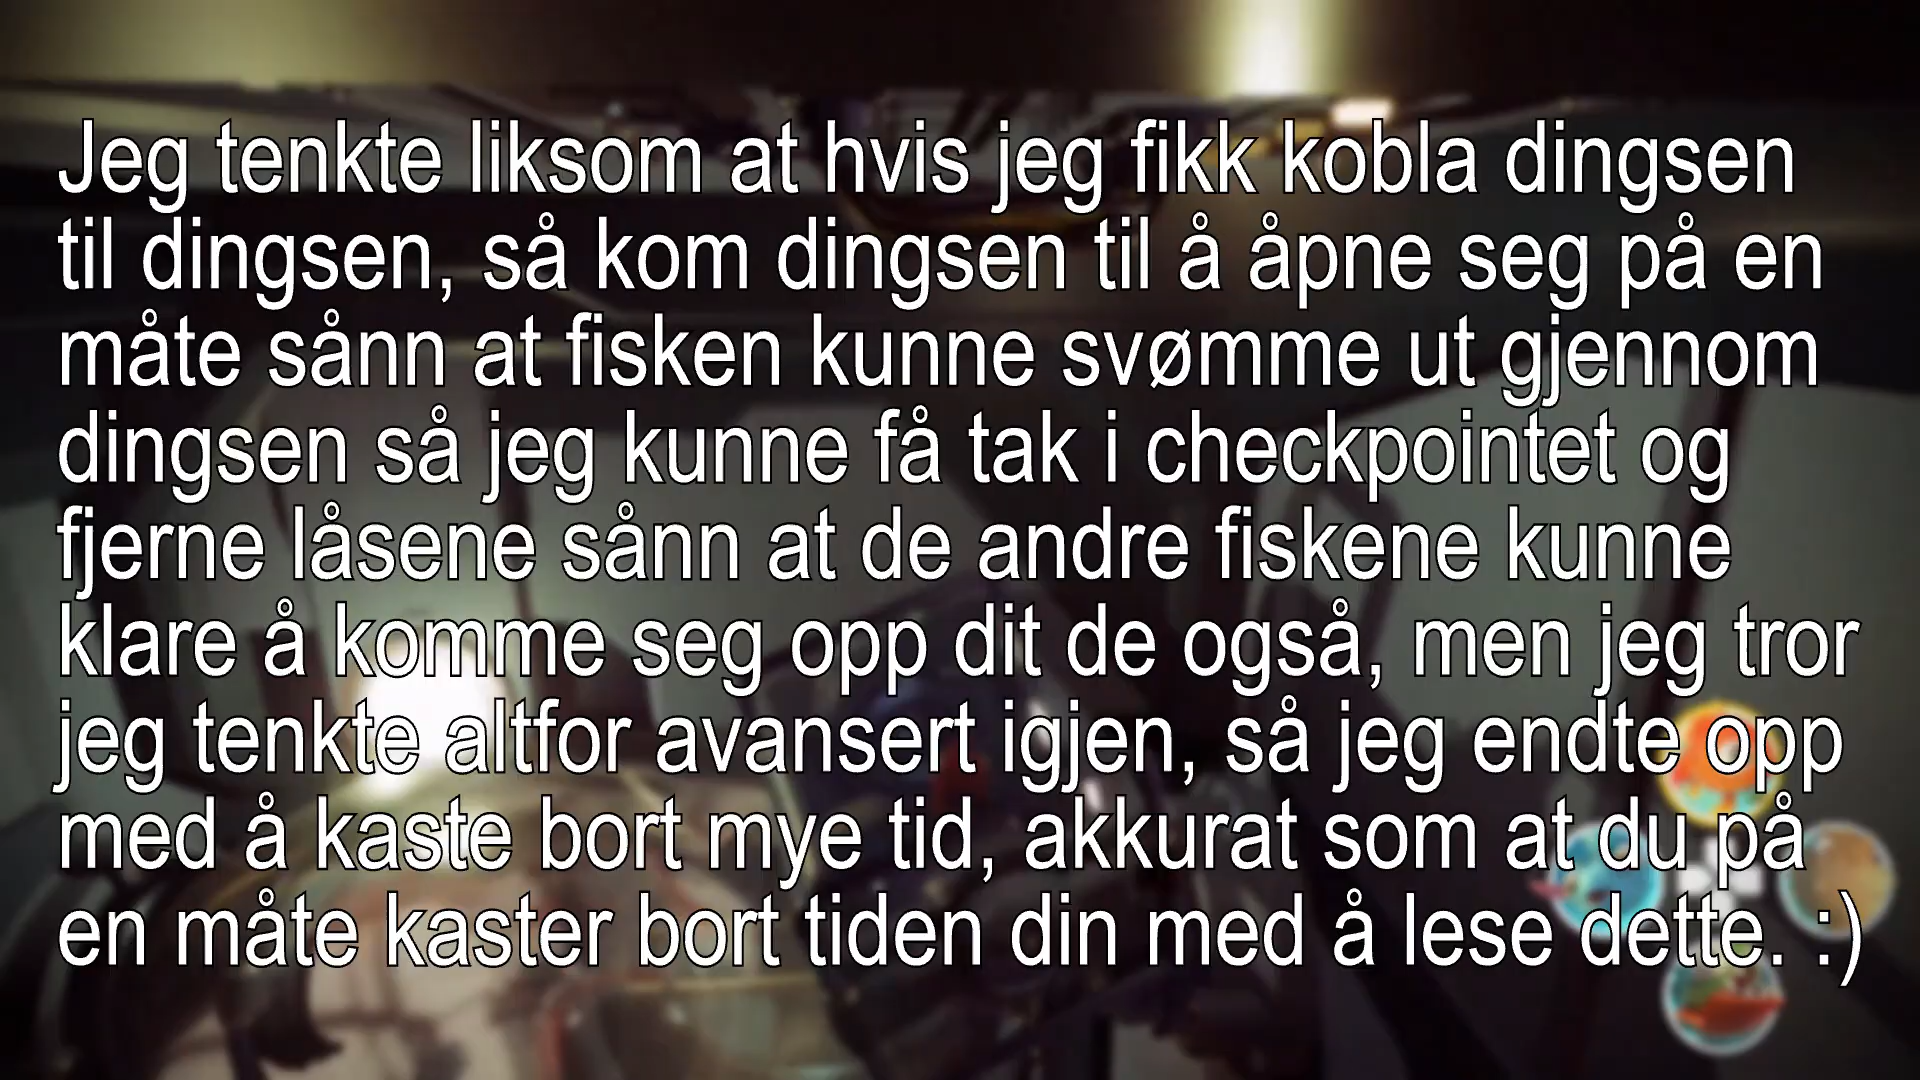 Jeg tenkte liksom at hvis jeg fikk kobla dingsen
til dingsen, så kom dingsen til å åpne seg på en
måte sånn at fisken kunne svømme ut gjennom
dingsen så jeg kunne få tak i checkpointet og
fjerne låsene sånn at de andre fiskene kunne
klare å komme seg opp dit de også, men jeg tror
jeg tenkte altfor avansert igjen, så jeg endte opp
med å kaste bort mye tid, akkurat som at du på
en måte kaster bort tiden din med å lese dette. :)